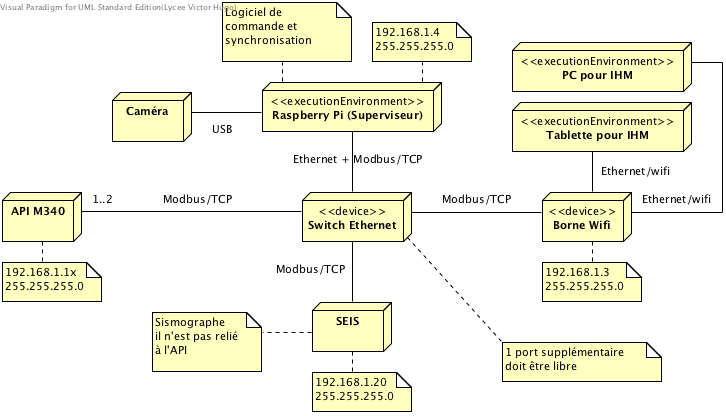 Visual Paradigm for UML Standard Edition(Lycee Victor Hugo)
Logiciel de
commande et
synchronisation
192.168.1.4
255.255.255.0
<<executionEnvironment>>
PC pour IHM
Caméra
USB
<<executionEnvironment>>
Raspberry Pi (Superviseur)
<<executionEnvironment>>
Tablette pour IHM
Ethernet + Modbus/TCP
Ethernet/wifi
API M340
1..2
Modbus/TCP
<<device>>
Switch Ethernet
Modbus/TCP
<<device>>
Borne Wifi
Ethernet/wifi
192.168.1.1x
255.255.255.0
Modbus/TCP
192.168.1.3
255.255.255.0
Sismographe
il n'est pas relié
à l'API
SEIS
1 port supplémentaire
doit être libre
192.168.1.20
255.255.255.0